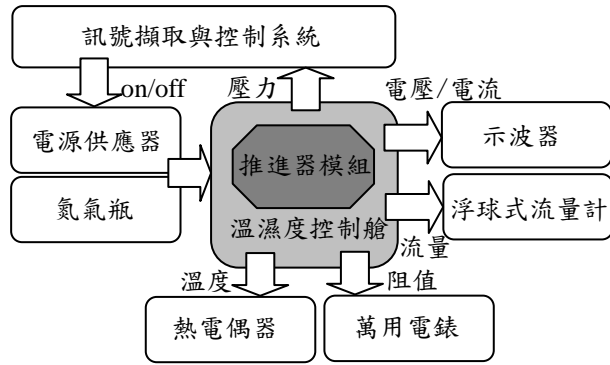 訊號擷取與控制系統
on/off
壓力
電壓/電流
電源供應器
示波器
推進器模組
氮氣瓶
浮球式流量計
溫濕度控制艙
流量
溫度
阻值
熱電偶器
萬用電錶